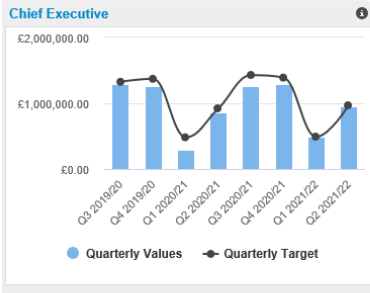 Chief Executive
£2,000,000.00
£1,000,000.00
£0.00
Q3 2019/20
Q4 2019/20
Q1 2020/21
Q2 2020/21
Q3 2020/21
Q4 2020/21
Q1 2021/22
Q2 2021/22
Quarterly Values
Quarterly Target